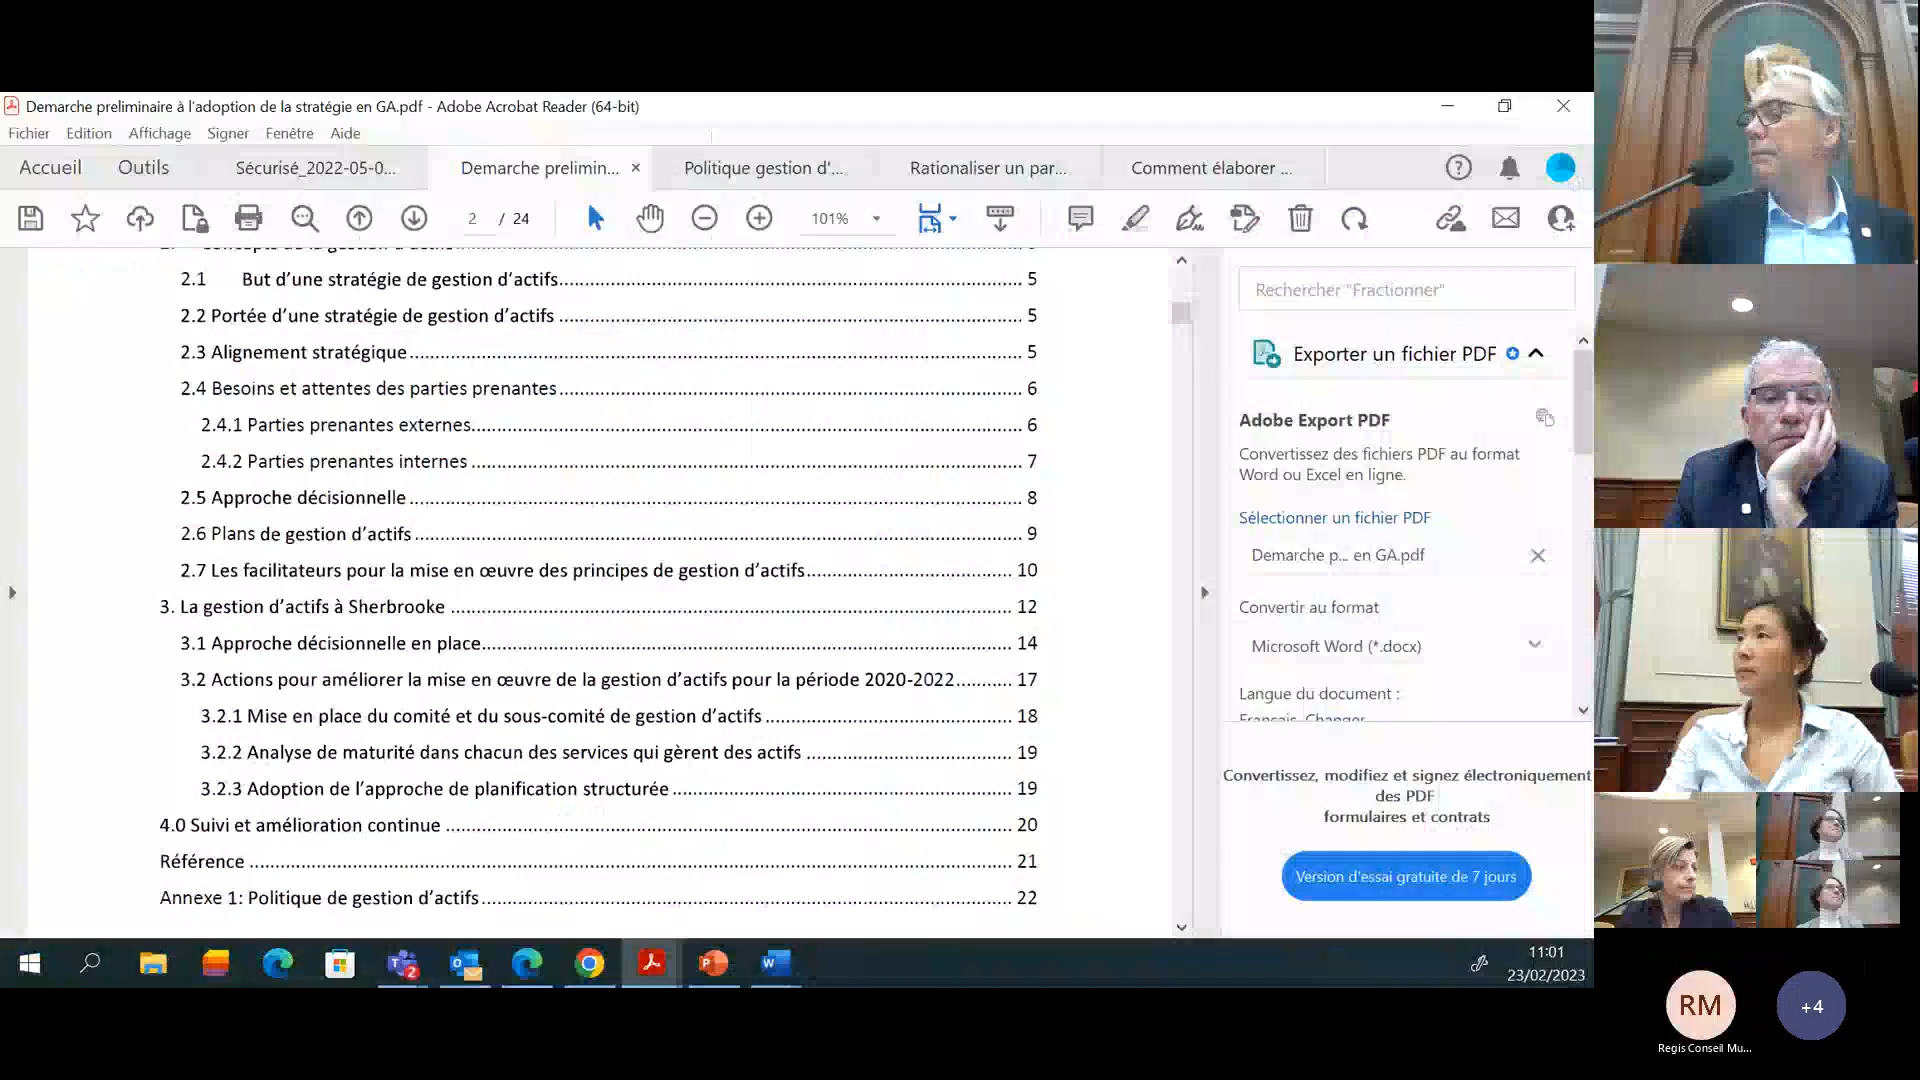 Demarche preliminaire à l'adoption de la stratégie en GA.pdf - Adobe Acrobat Reader (64-bit)
Fichier Edition Affichage Signer Fenêtre Aide
Accueil Outils Sécurisé_2022-05-0... Demarche prelimin... × Politique gestion d'... Rationaliser un par... Comment élaborer ...
2 / 24 101%
2.1 But d'une stratégie de gestion d'actifs 5
2.2 Portée d'une stratégie de gestion d'actifs 5
2.3 Alignement stratégique 5
2.4 Besoins et attentes des parties prenantes 6
2.4.1 Parties prenantes externes 6
2.4.2 Parties prenantes internes 7
2.5 Approche décisionnelle 8
2.6 Plans de gestion d'actifs 9
2.7 Les facilitateurs pour la mise en œuvre des principes de gestion d'actifs 10
3. La gestion d'actifs à Sherbrooke 12
3.1 Approche décisionnelle en place 14
3.2 Actions pour améliorer la mise en œuvre de la gestion d'actifs pour la période 2020-2022 17
3.2.1 Mise en place du comité et du sous-comité de gestion d'actifs 18
3.2.2 Analyse de maturité dans chacun des services qui gèrent des actifs 19
3.2.3 Adoption de l'approche de planification structurée 19
4.0 Suivi et amélioration continue 20
Référence 21
Annexe 1: Politique de gestion d'actifs 22
Rechercher "Fractionner"
Exporter un fichier PDF
Adobe Export PDF
Convertissez des fichiers PDF au format
Word ou Excel en ligne.
Sélectionner un fichier PDF
Demarche p... en GA.pdf
Convertir au format
Microsoft Word (*.docx)
Langue du document :
Français Changer
Convertissez, modifiez et signez électroniquement
des PDF
formulaires et contrats
Version d'essai gratuite de 7 jours
2
11:01
23/02/2023
RM
+4
Regis Conseil Mu...